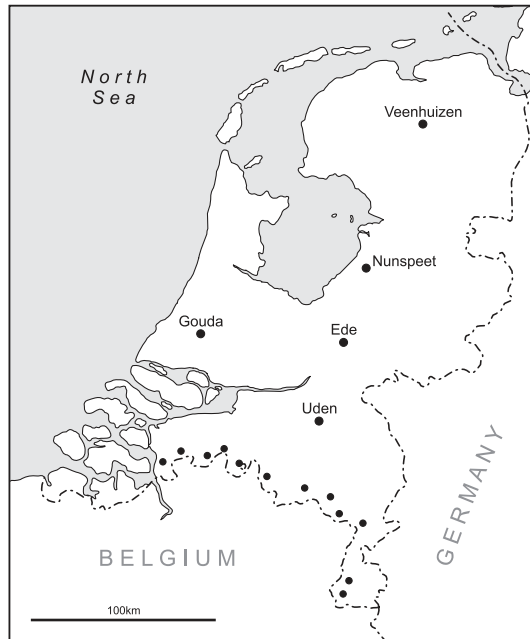 North
Sea
Veenhuizen
Nunspeet
Gouda
Ede
Uden
GERMANY
BELGIUM
100km